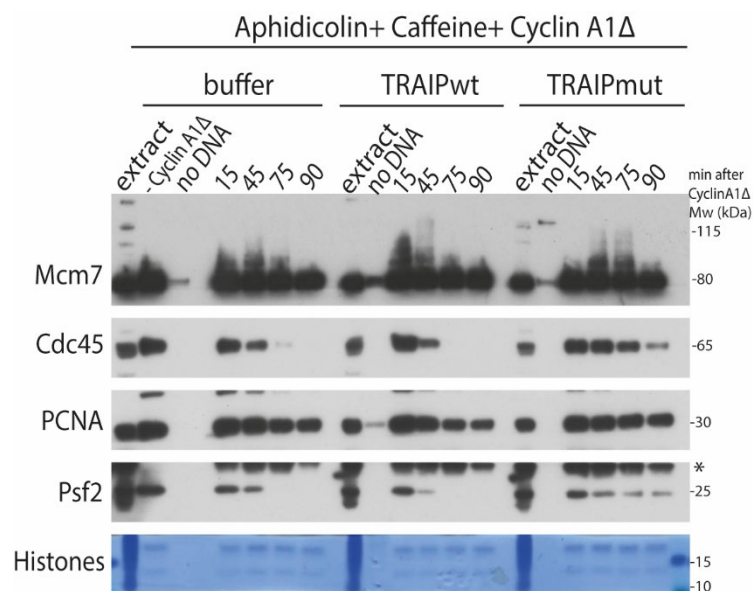 Aphidicolin+ Caffeine+ Cyclin A1Δ
buffer TRAIPwt TRAIPmut
extract - Cyclin A1Δ no DNA 15 45 75 90 extract no DNA 15 45 75 90 extract no DNA 15 45 75 90
min after
CyclinA1Δ
Mw (kDa)
-115
Mcm7 -80
Cdc45 -65
PCNA -30
*
Psf2 -25
Histones -15
-10